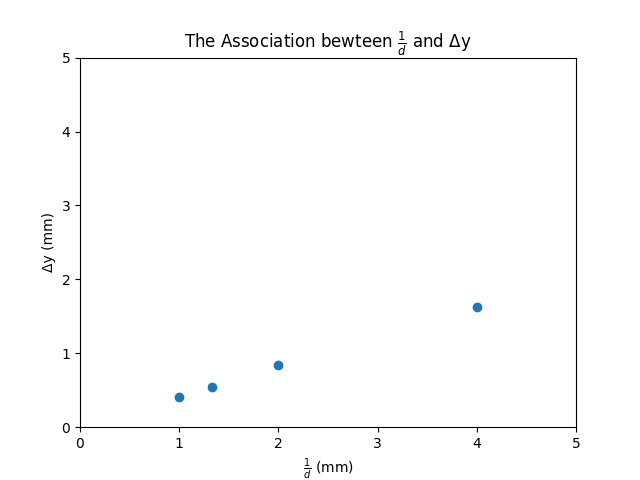 The Association bewteen 1/d and Δy
5
4
3
2
1
0
Δy (mm)
0 1 2 3 4 5
1/d (mm)